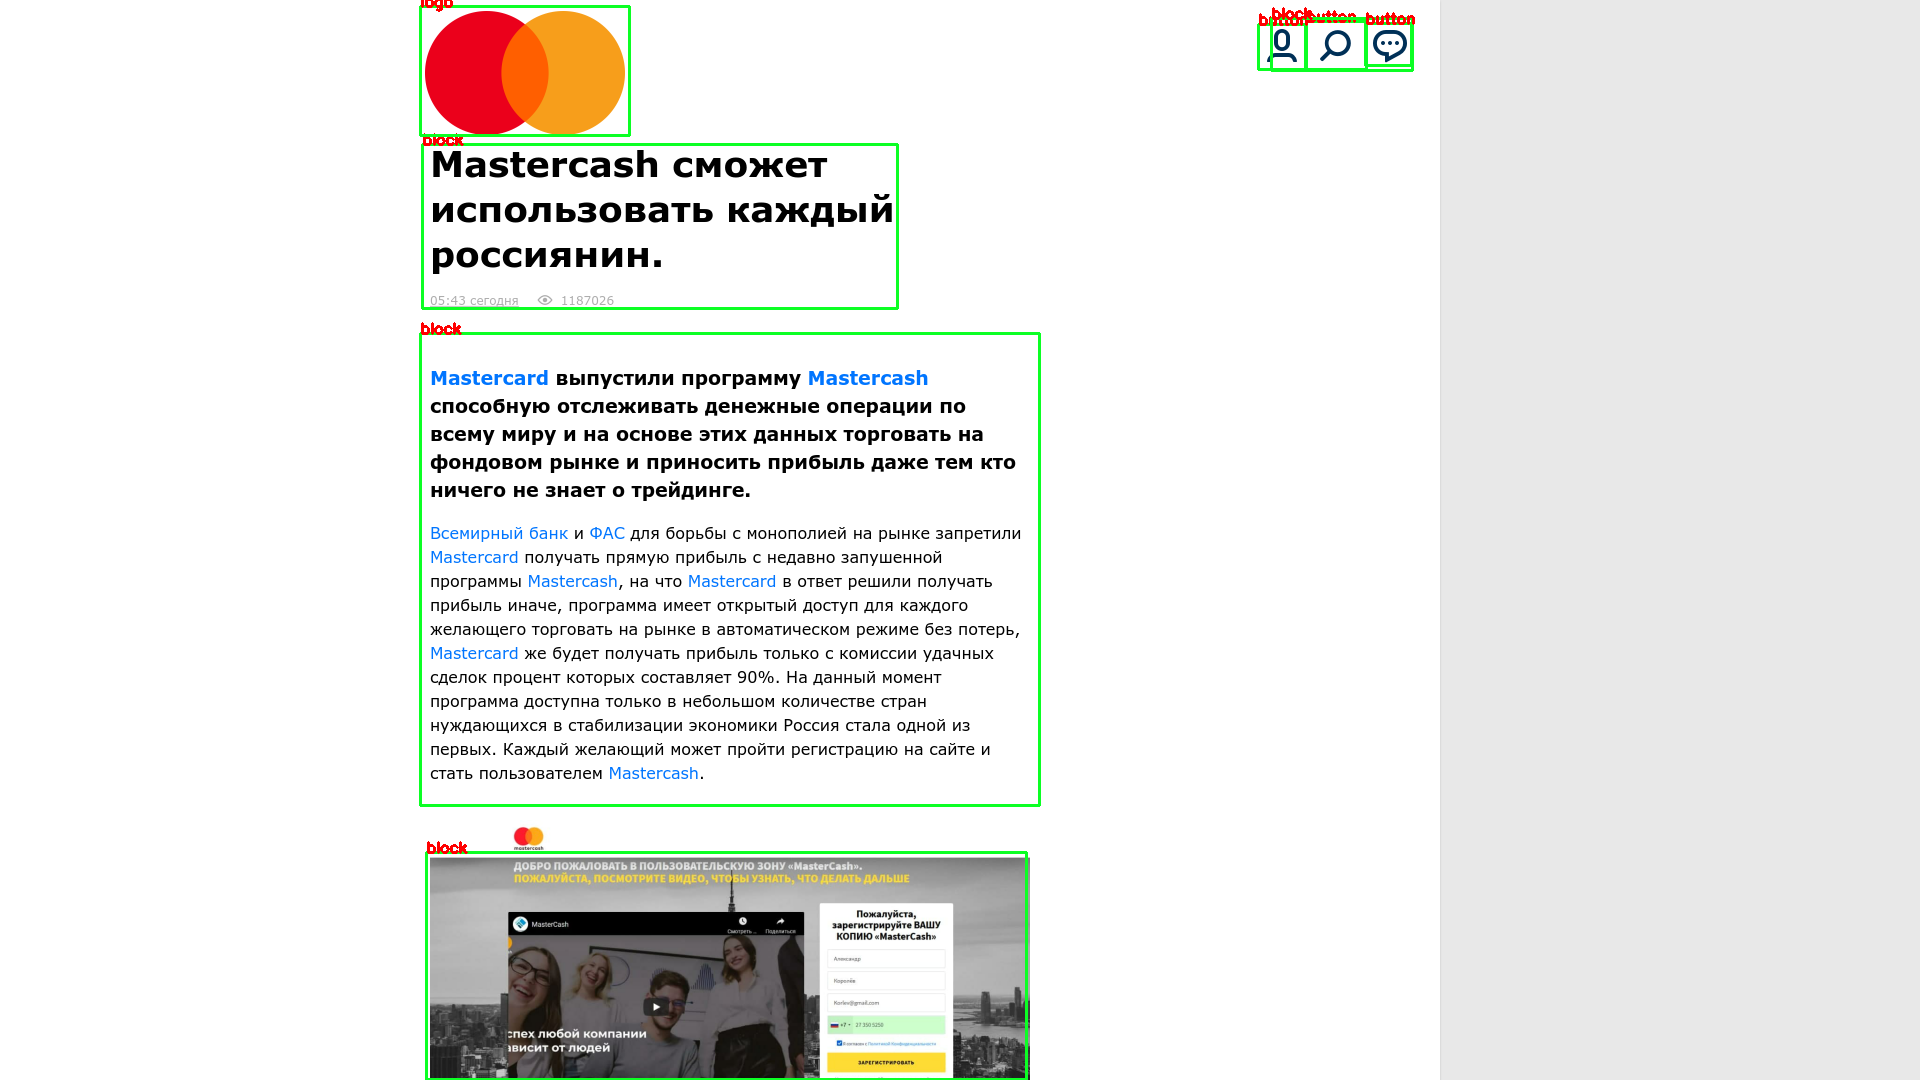 logo
button
block
button
button
block
Mastercash сможет
использовать каждый
россиянин.
05:43 сегодня 1187026
block
Mastercard выпустили программу Mastercash
способную отслеживать денежные операции по
всему миру и на основе этих данных торговать на
фондовом рынке и приносить прибыль даже тем кто
ничего не знает о трейдинге.
Всемирный банк и ФАС для борьбы с монополией на рынке запретили
Mastercard получать прямую прибыль с недавно запушенной
программы Mastercash, на что Mastercard в ответ решили получать
прибыль иначе, программа имеет открытый доступ для каждого
желающего торговать на рынке в автоматическом режиме без потерь,
Mastercard же будет получать прибыль только с комиссии удачных
сделок процент которых составляет 90%. На данный момент
программа доступна только в небольшом количестве стран
нуждающихся в стабилизации экономики Россия стала одной из
первых. Каждый желающий может пройти регистрацию на сайте и
стать пользователем Mastercash.
mastercash
block
ДОБРО ПОЖАЛОВАТЬ В ПОЛЬЗОВАТЕЛЬСКУЮ ЗОНУ «MasterCash».
ПОЖАЛУЙСТА, ПОСМОТРИТЕ ВИДЕО, ЧТОБЫ УЗНАТЬ, ЧТО ДЕЛАТЬ ДАЛЬШЕ
MasterCash
Смотреть ... Поделиться
спех любой компании
ависит от людей
Пожалуйста,
зарегистрируйте ВАШУ
КОПИЮ «MasterCash»
Александр
Королёв
Korlev@gmail.com
+7 27 330 5250
Я согласен с Политикой Конфиденциальности
ЗАРЕГИСТРИРОВАТЬ